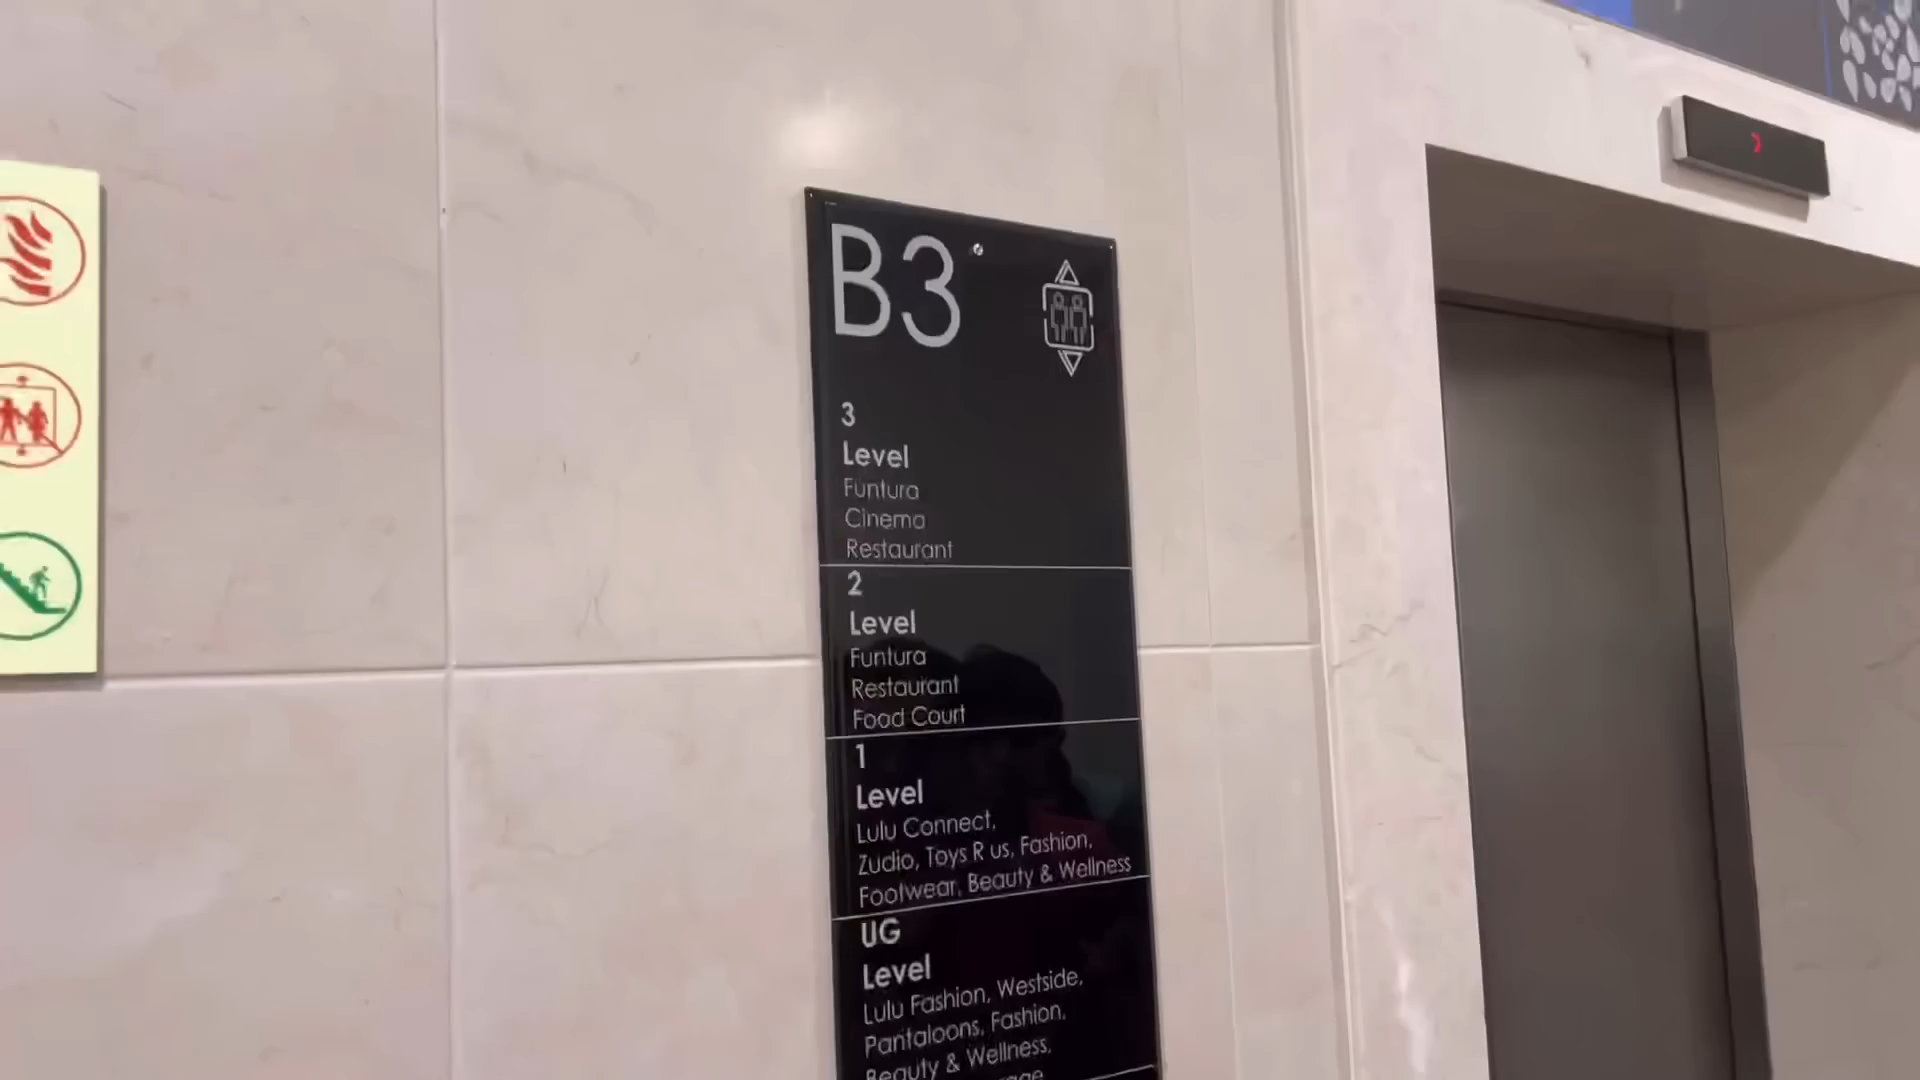 B3
3
Level
Funtura
Cinema
Restaurant
2
Level
Funtura
Restaurant
Food Court
1
Level
Lulu Connect,
Zudio, Toys R us, Fashion,
Footwear, Beauty & Wellness
UG
Level
Lulu Fashion, Westside,
Pantaloons, Fashion,
Beauty & Wellness,